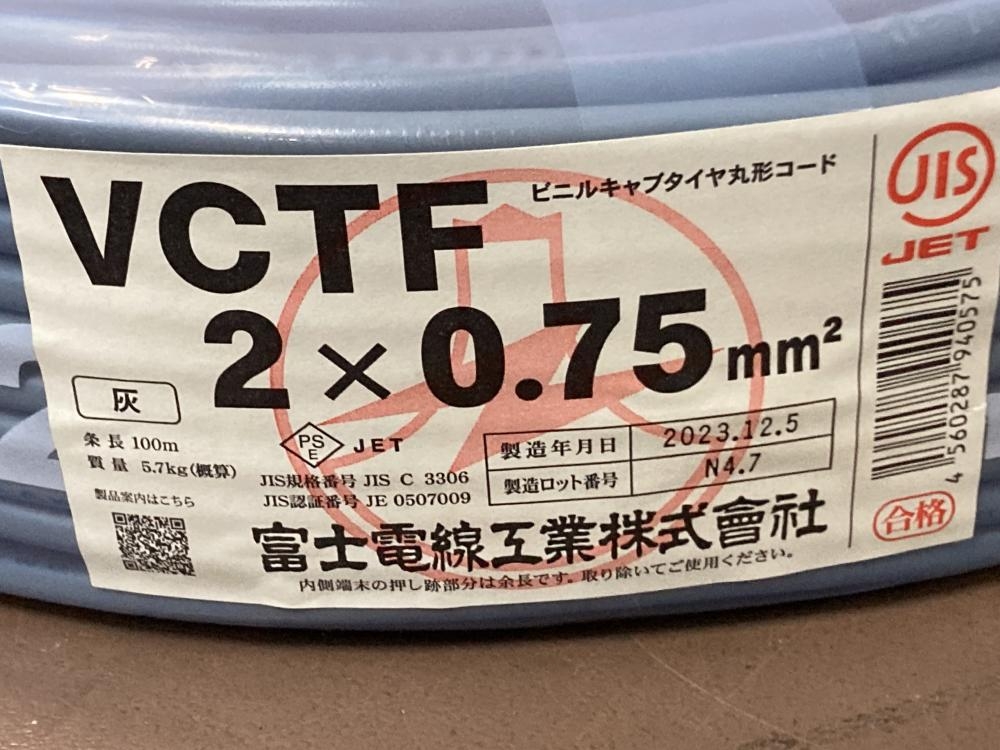 VCTF
ビニルキャブタイヤ丸形コード
2×0.75mm²
灰
条長 100m
質量 5.7kg(概算)
製品案内はこちら
PS
E
JET
JIS規格番号 JIS C 3306
JIS認証番号 JE 0507009
製造年月日 2023.12.5
製造ロット番号 N4.7
富士電線工業株式會社
内側端末の押し跡部分は余長です。取り除いてご使用ください。
JIS
JET
4560287940575
合格